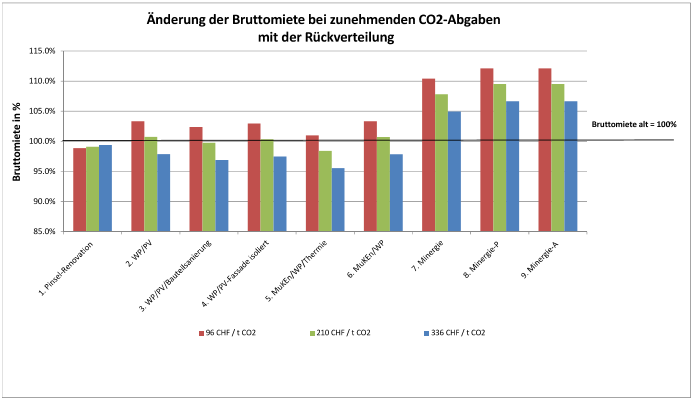 Änderung der Bruttomiete bei zunehmenden CO2-Abgaben
mit der Rückverteilung
115.0%
110.0%
105.0%
100.0%
95.0%
90.0%
85.0%
Bruttomiete in %
Bruttomiete alt = 100%
1. Pinsel-Renovation
2. WP/PV
3. WP/PV/Bauteilsanierung
4. WP/PV-Fassade isoliert
5. MuKEn/WP/Thermie
6. MuKEn/WP
7. Minergie
8. Minergie-P
9. Minergie-A
96 CHF / t CO2
210 CHF / t CO2
336 CHF / t CO2